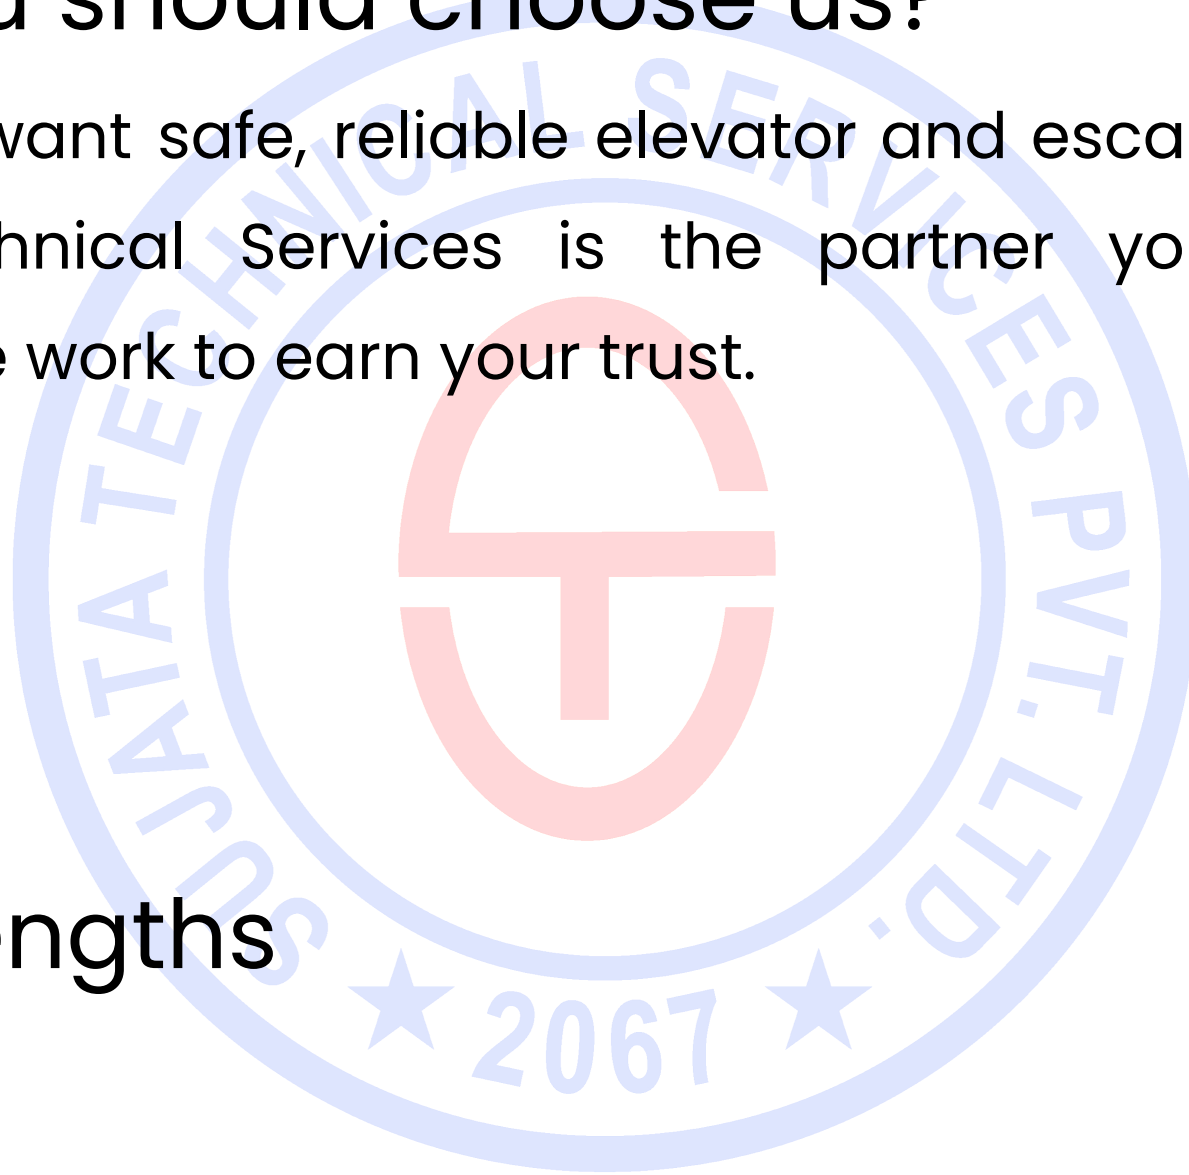 should choose us?
want safe, reliable elevator and esca
hnical Services is the partner yo
work to earn your trust.
engths
SUJATA TECHNICAL SERVICES PVT. LTD.
★ 2067 ★